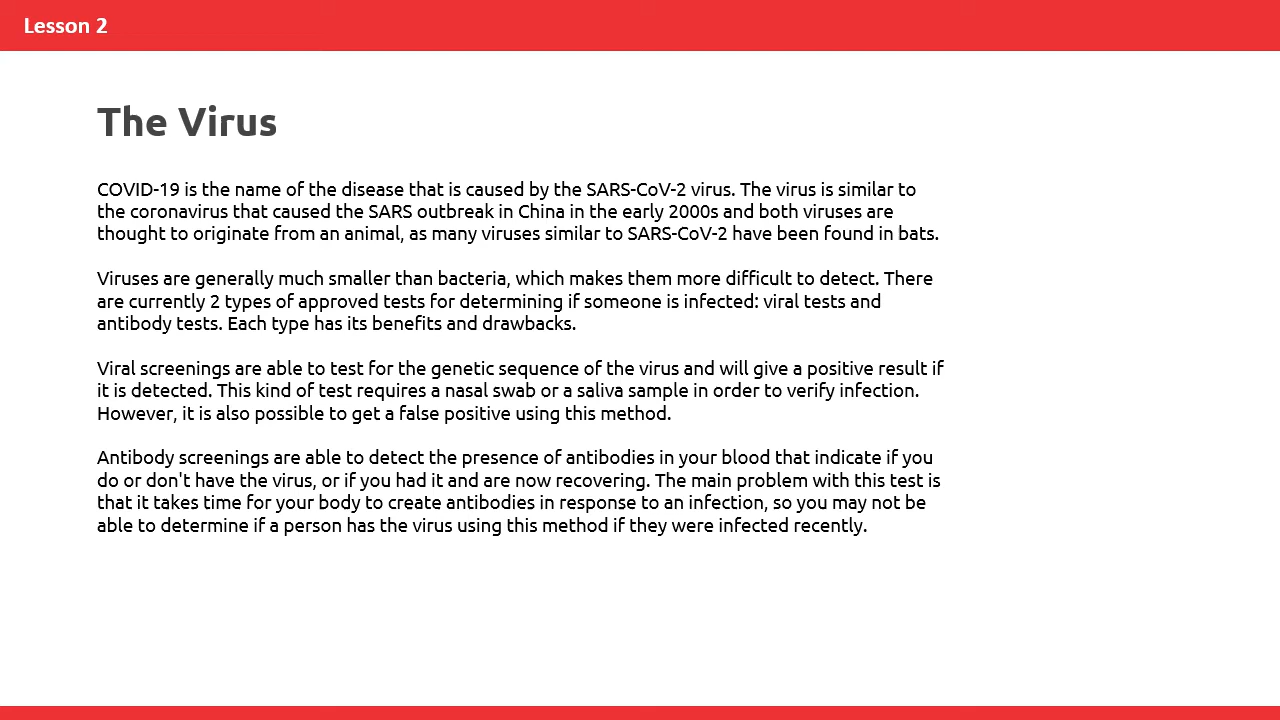 Lesson 2
The Virus
COVID-19 is the name of the disease that is caused by the SARS-CoV-2 virus. The virus is similar to
the coronavirus that caused the SARS outbreak in China in the early 2000s and both viruses are
thought to originate from an animal, as many viruses similar to SARS-CoV-2 have been found in bats.
Viruses are generally much smaller than bacteria, which makes them more difficult to detect. There
are currently 2 types of approved tests for determining if someone is infected: viral tests and
antibody tests. Each type has its benefits and drawbacks.
Viral screenings are able to test for the genetic sequence of the virus and will give a positive result if
it is detected. This kind of test requires a nasal swab or a saliva sample in order to verify infection.
However, it is also possible to get a false positive using this method.
Antibody screenings are able to detect the presence of antibodies in your blood that indicate if you
do or don't have the virus, or if you had it and are now recovering. The main problem with this test is
that it takes time for your body to create antibodies in response to an infection, so you may not be
able to determine if a person has the virus using this method if they were infected recently.